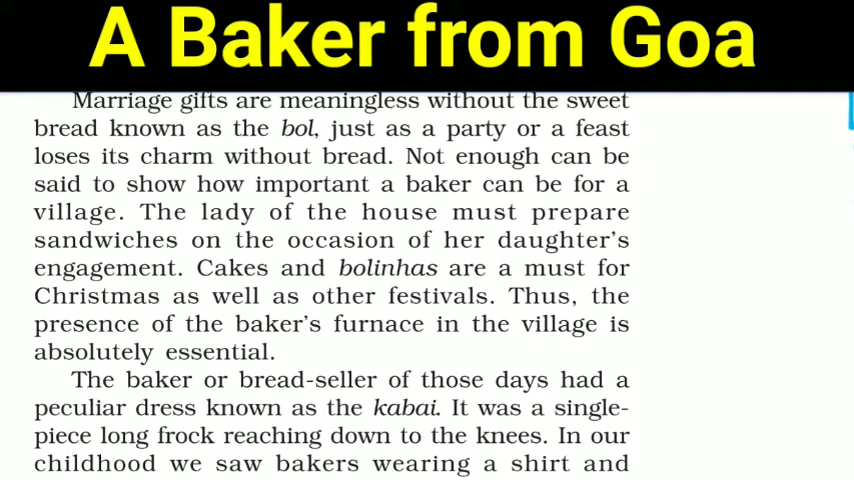 A Baker from Goa
Marriage gifts are meaningless without the sweet
bread known as the bol, just as a party or a feast
loses its charm without bread. Not enough can be
said to show how important a baker can be for a
village. The lady of the house must prepare
sandwiches on the occasion of her daughter's
engagement. Cakes and bolinhas are a must for
Christmas as well as other festivals. Thus, the
presence of the baker's furnace in the village is
absolutely essential.
The baker or bread-seller of those days had a
peculiar dress known as the kabai. It was a single-
piece long frock reaching down to the knees. In our
childhood we saw bakers wearing a shirt and